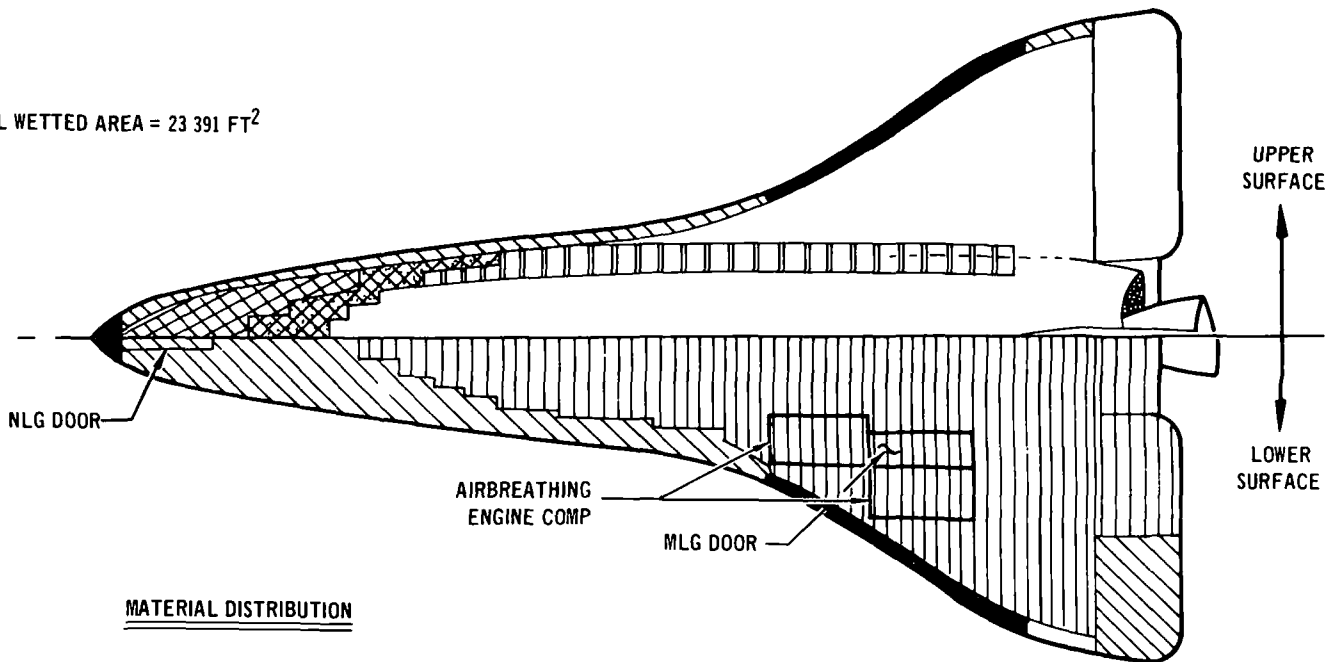 L WETTED AREA = 23 391 FT²
UPPER
SURFACE
NLG DOOR
LOWER
SURFACE
AIRBREATHING
ENGINE COMP
MLG DOOR
MATERIAL DISTRIBUTION